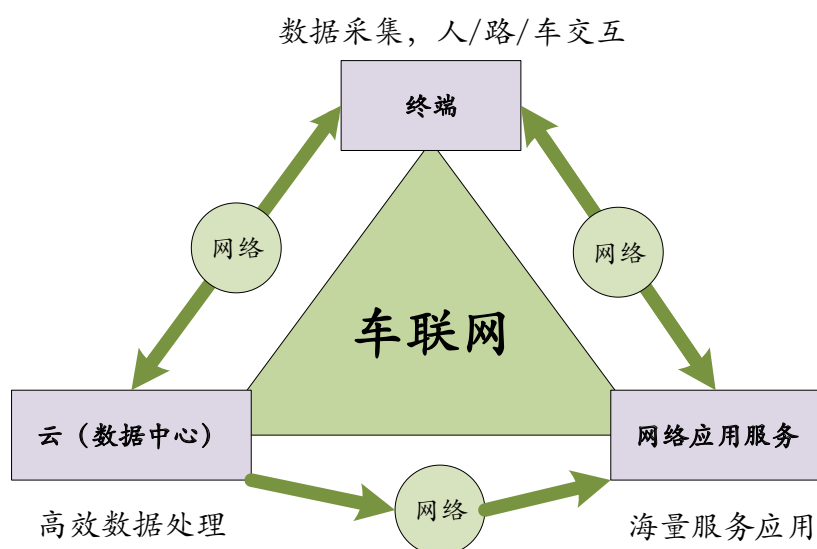 数据采集，人/路/车交互
终端
网络
网络
车联网
云（数据中心）
网络应用服务
网络
高效数据处理
海量服务应用